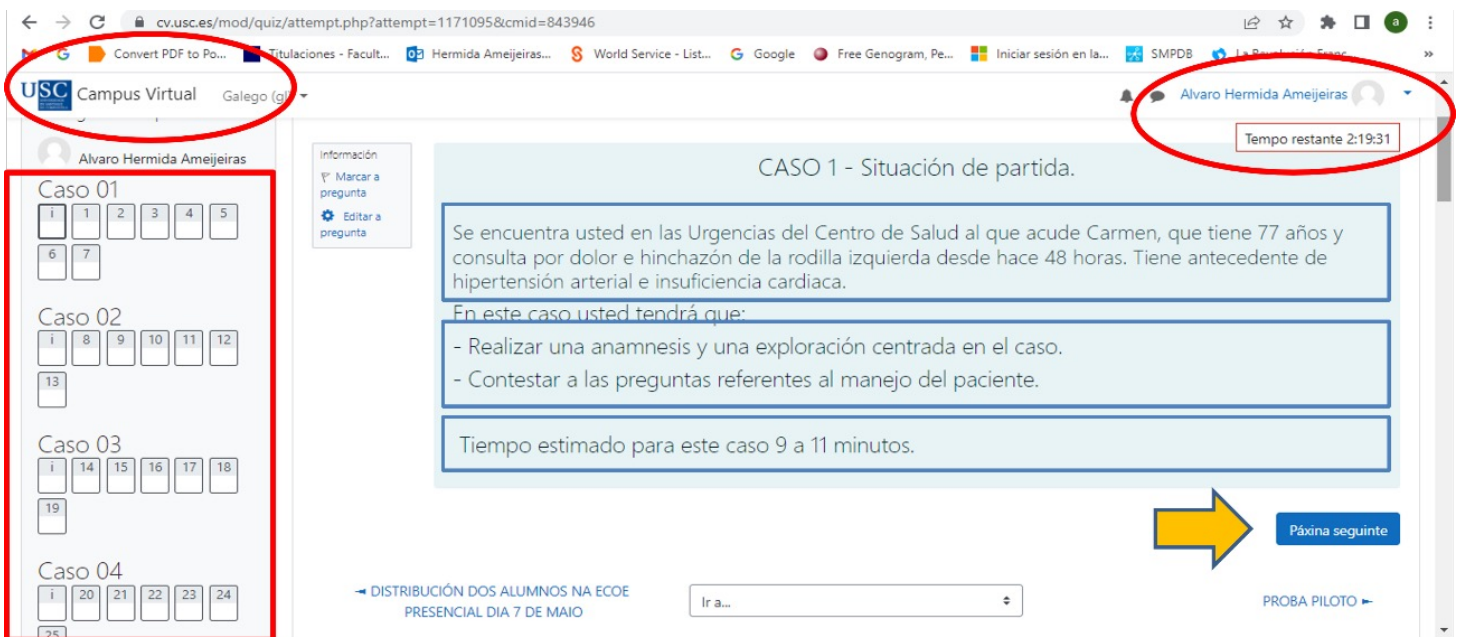 cv.usc.es/mod/quiz/attempt.php?attempt=1171095&cmid=843946
a
G Convert PDF to Po... Titulaciones - Facult... Hermida Ameijeiras... World Service - List... Google Free Genogram, Pe... Iniciar sesión en la... SMPDB La Revolución Franc... »
USC Campus Virtual Galego (gl)
Alvaro Hermida Ameijeiras
Tempo restante 2:19:31
Alvaro Hermida Ameijeiras
Caso 01
i 1 2 3 4 5
6 7
Caso 02
i 8 9 10 11 12
13
Caso 03
i 14 15 16 17 18
19
Caso 04
i 20 21 22 23 24
25
Información
Marcar a
pregunta
Editar a
pregunta
CASO 1 - Situación de partida.
Se encuentra usted en las Urgencias del Centro de Salud al que acude Carmen, que tiene 77 años y
consulta por dolor e hinchazón de la rodilla izquierda desde hace 48 horas. Tiene antecedente de
hipertensión arterial e insuficiencia cardiaca.
En este caso usted tendrá que:
- Realizar una anamnesis y una exploración centrada en el caso.
- Contestar a las preguntas referentes al manejo del paciente.
Tiempo estimado para este caso 9 a 11 minutos.
Páxina seguinte
◄ DISTRIBUCIÓN DOS ALUMNOS NA ECOE
PRESENCIAL DIA 7 DE MAIO
Ir a...
PROBA PILOTO ►